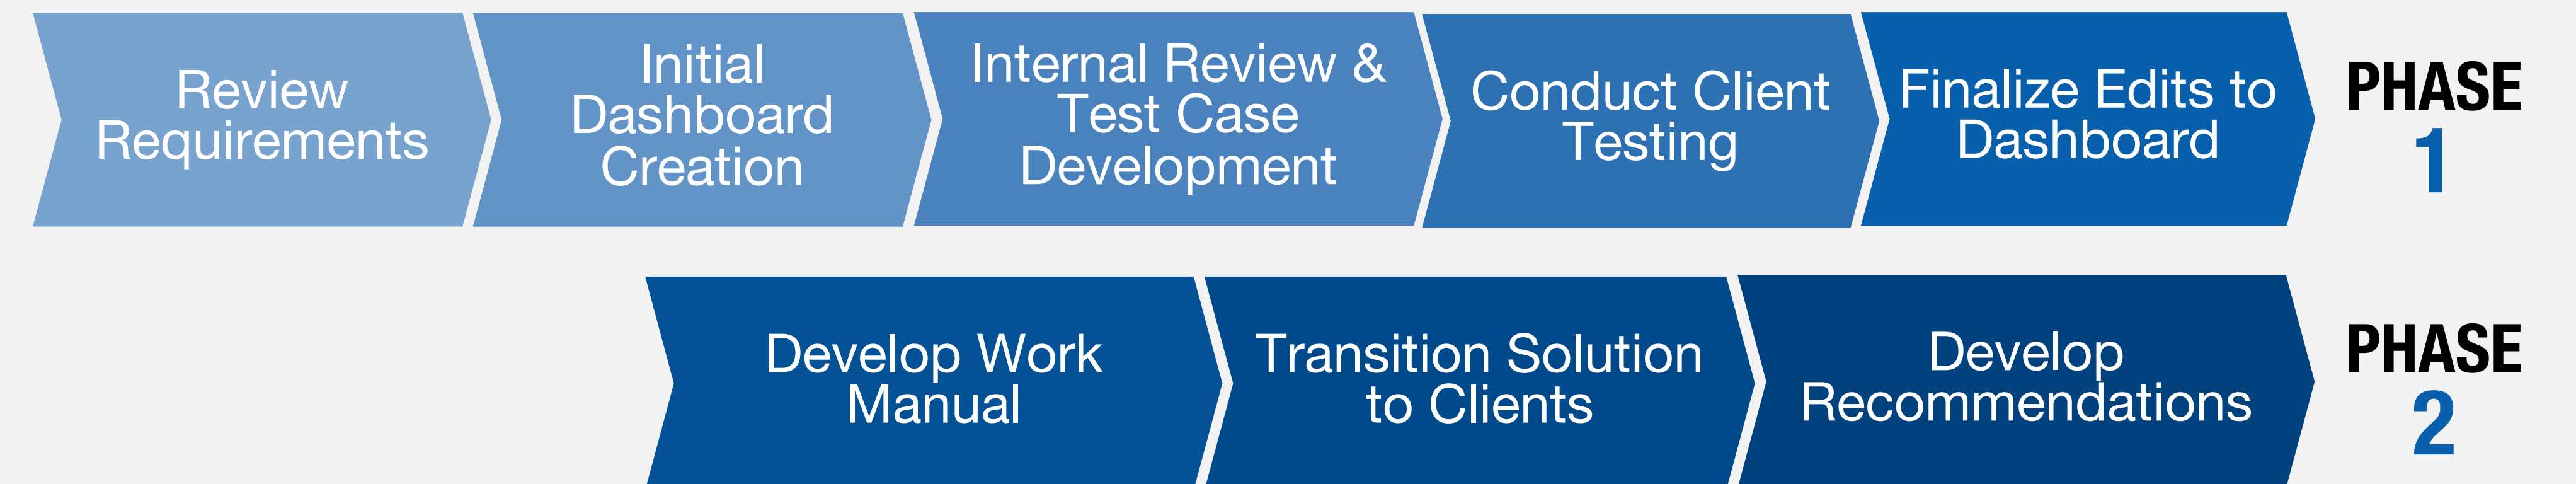 Review
Requirements
Initial
Dashboard
Creation
Internal Review &
Test Case
Development
Conduct Client
Testing
Finalize Edits to
Dashboard
PHASE
1
Develop Work
Manual
Transition Solution
to Clients
Develop
Recommendations
PHASE
2